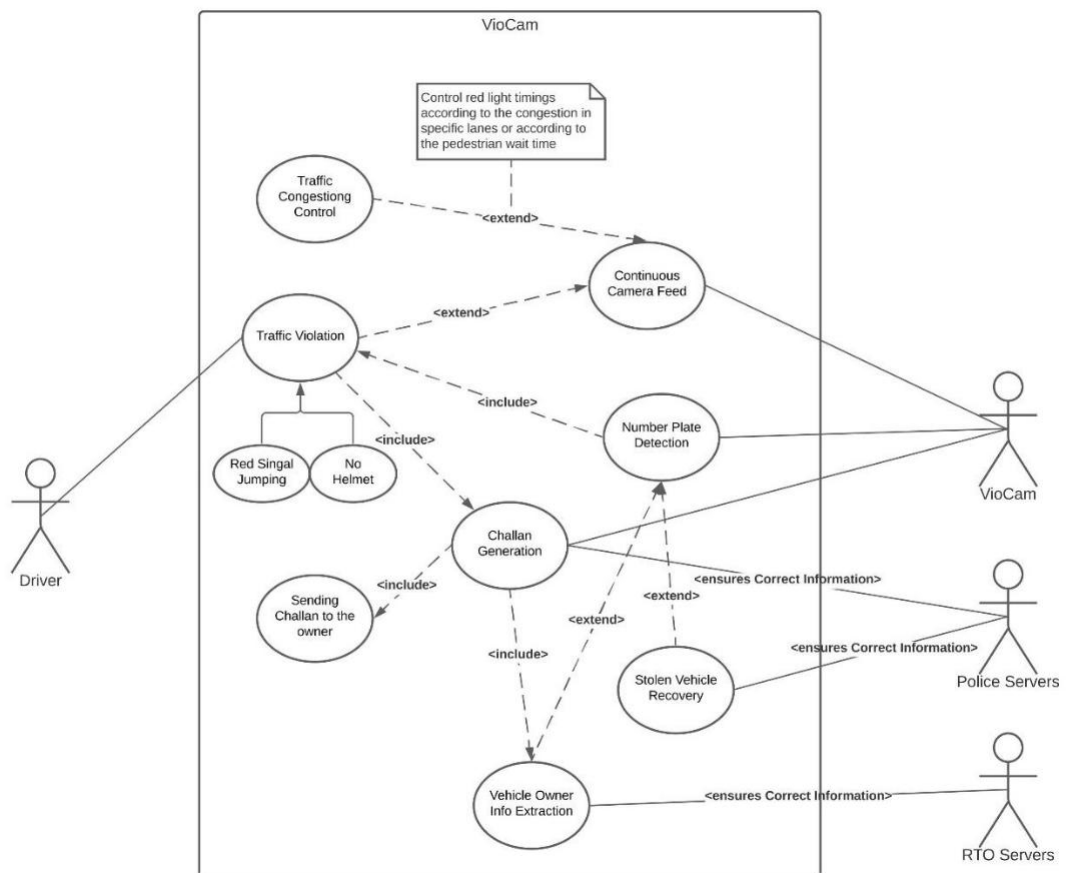 VioCam
Control red light timings
according to the congestion in
specific lanes or according to
the pedestrian wait time
Traffic
Congestiong
Control
<extend>
Continuous
Camera Feed
<extend>
Traffic Violation
<include>
<include>
Number Plate
Detection
Red Singal
Jumping
No
Helmet
VioCam
Driver
Challan
Generation
<ensures Correct Information>
<include>
Sending
Challan to the
owner
<extend>
<extend>
<include>
<ensures Correct Information>
Stolen Vehicle
Recovery
Police Servers
Vehicle Owner
Info Extraction
<ensures Correct Information>
RTO Servers